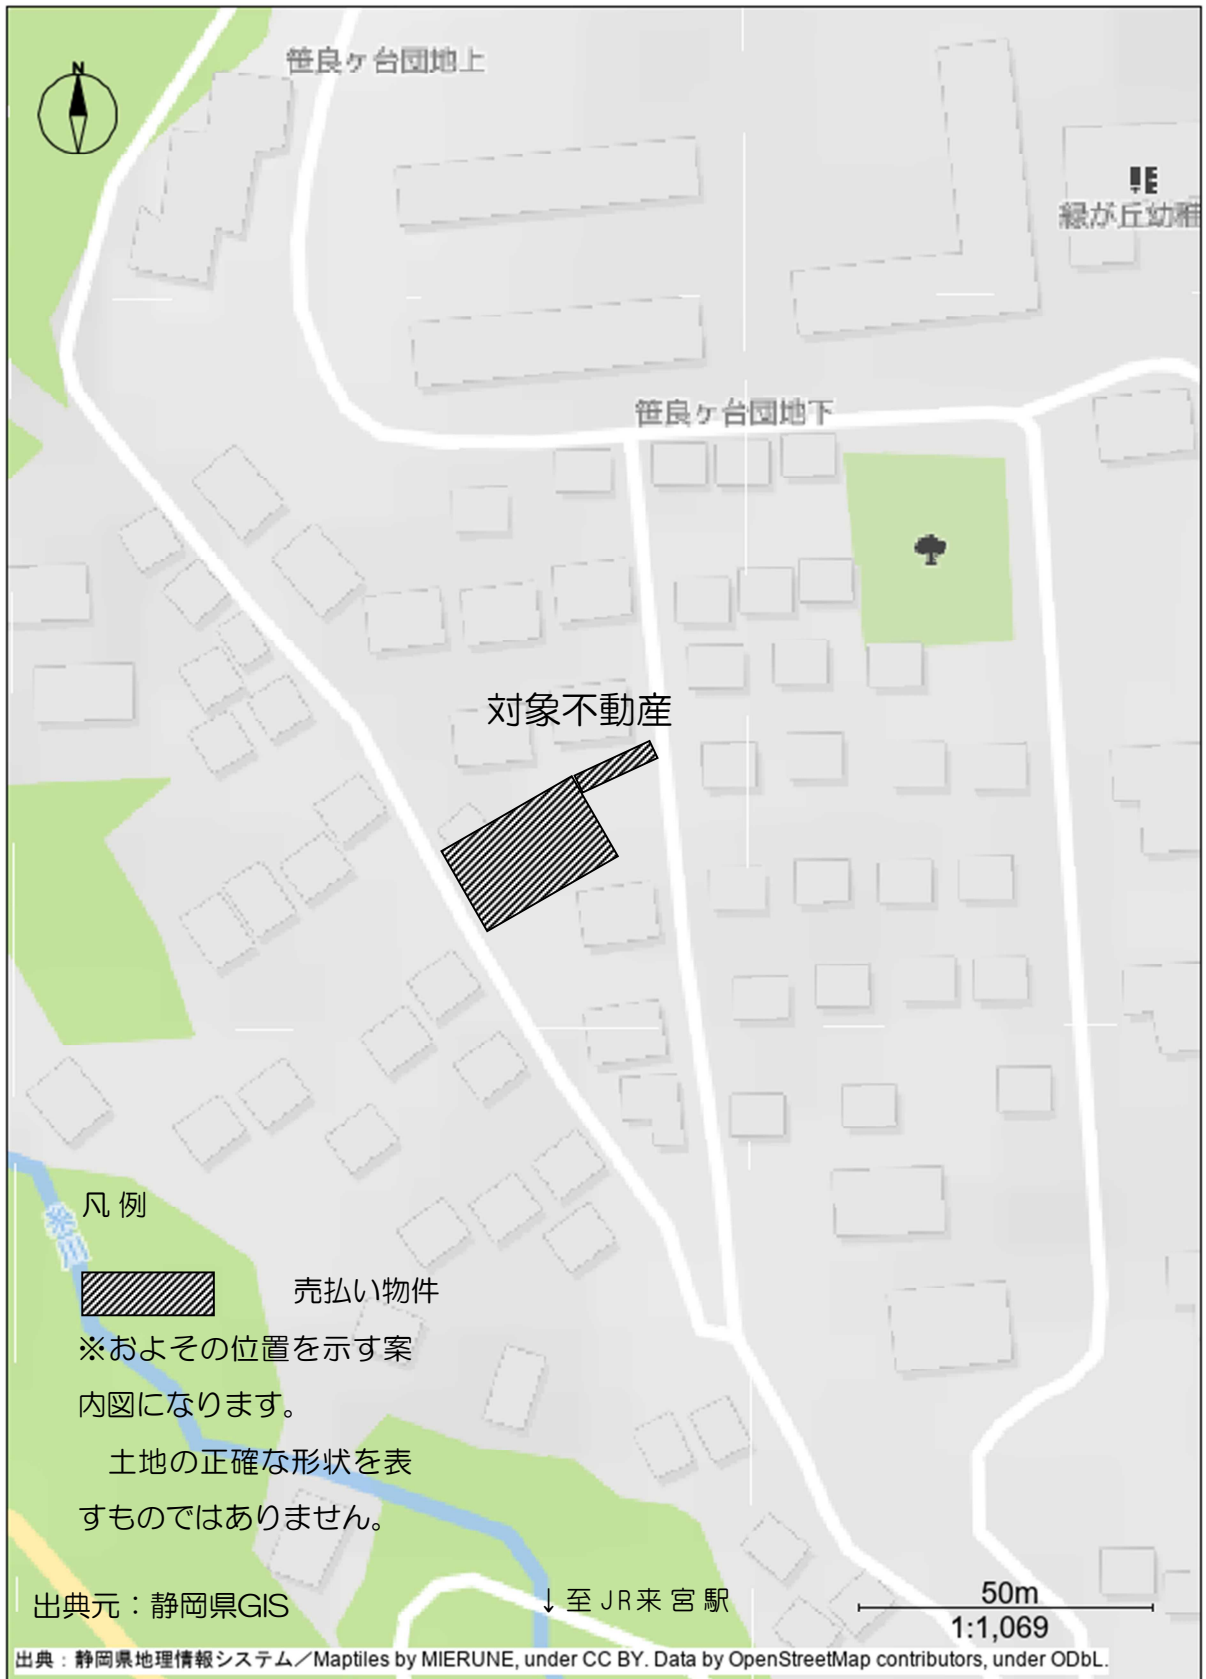 N
笹良ヶ台団地上
緑が丘幼稚
笹良ヶ台団地下
対象不動産
糸川
凡例
売払い物件
※およその位置を示す案
内図になります。
土地の正確な形状を表
すものではありません。
出典元：静岡県GIS
↓至JR来宮駅
50m
1:1,069
出典：静岡県地理情報システム／Maptiles by MIERUNE, under CC BY. Data by OpenStreetMap contributors, under ODbL.